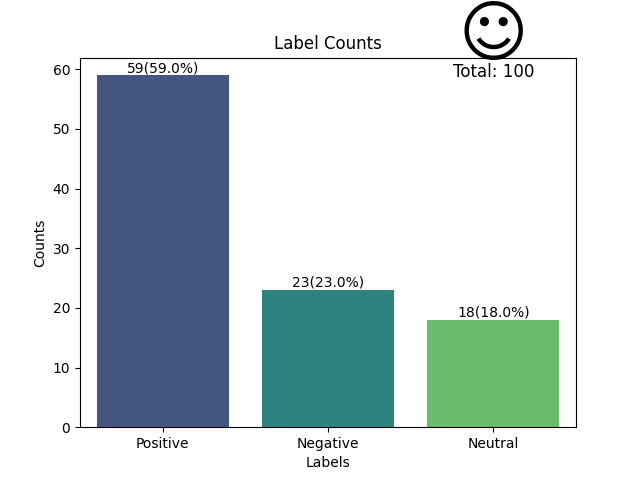 Label Counts
Total: 100
60
50
40
30
20
10
0
Counts
59(59.0%)
23(23.0%)
18(18.0%)
Positive
Negative
Neutral
Labels